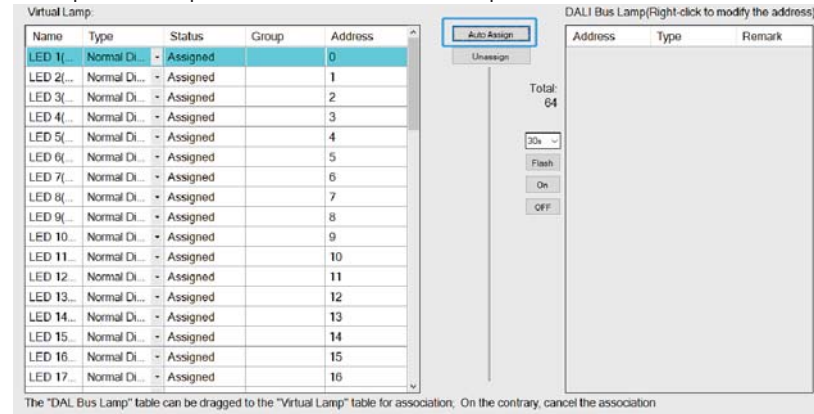 Virtual Lamp:
DALI Bus Lamp(Right-click to modify the address)
Name Type Status Group Address
Auto Assign
Address Type Remark
LED 1(... Normal Di... Assigned 0
Unassign
LED 2(... Normal Di... Assigned 1
Total:
LED 3(... Normal Di... Assigned 2
64
LED 4(... Normal Di... Assigned 3
LED 5(... Normal Di... Assigned 4
30s
LED 6(... Normal Di... Assigned 5
Flash
LED 7(... Normal Di... Assigned 6
On
LED 8(... Normal Di... Assigned 7
OFF
LED 9(... Normal Di... Assigned 8
LED 10... Normal Di... Assigned 9
LED 11... Normal Di... Assigned 10
LED 12... Normal Di... Assigned 11
LED 13... Normal Di... Assigned 12
LED 14... Normal Di... Assigned 13
LED 15... Normal Di... Assigned 14
LED 16... Normal Di... Assigned 15
LED 17... Normal Di... Assigned 16
The "DAL Bus Lamp" table can be dragged to the "Virtual Lamp" table for association; On the contrary, cancel the association